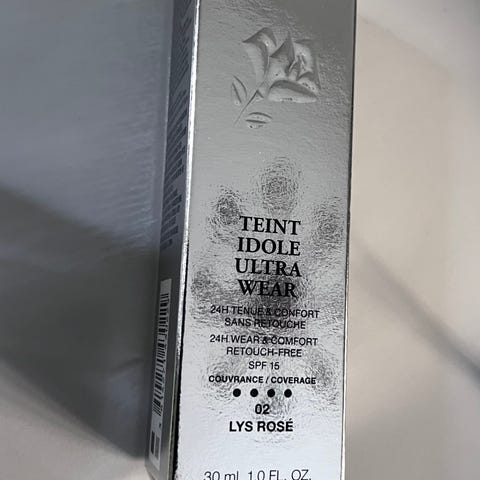 TEINT
IDOLE
ULTRA
WEAR
24H TENUE & CONFORT
SANS RETOUCHE
24H WEAR & COMFORT
RETOUCH-FREE
SPF 15
COUVRANCE / COVERAGE
● ● ● ●
02
LYS ROSÉ
30 ml 1.0 FL. OZ.